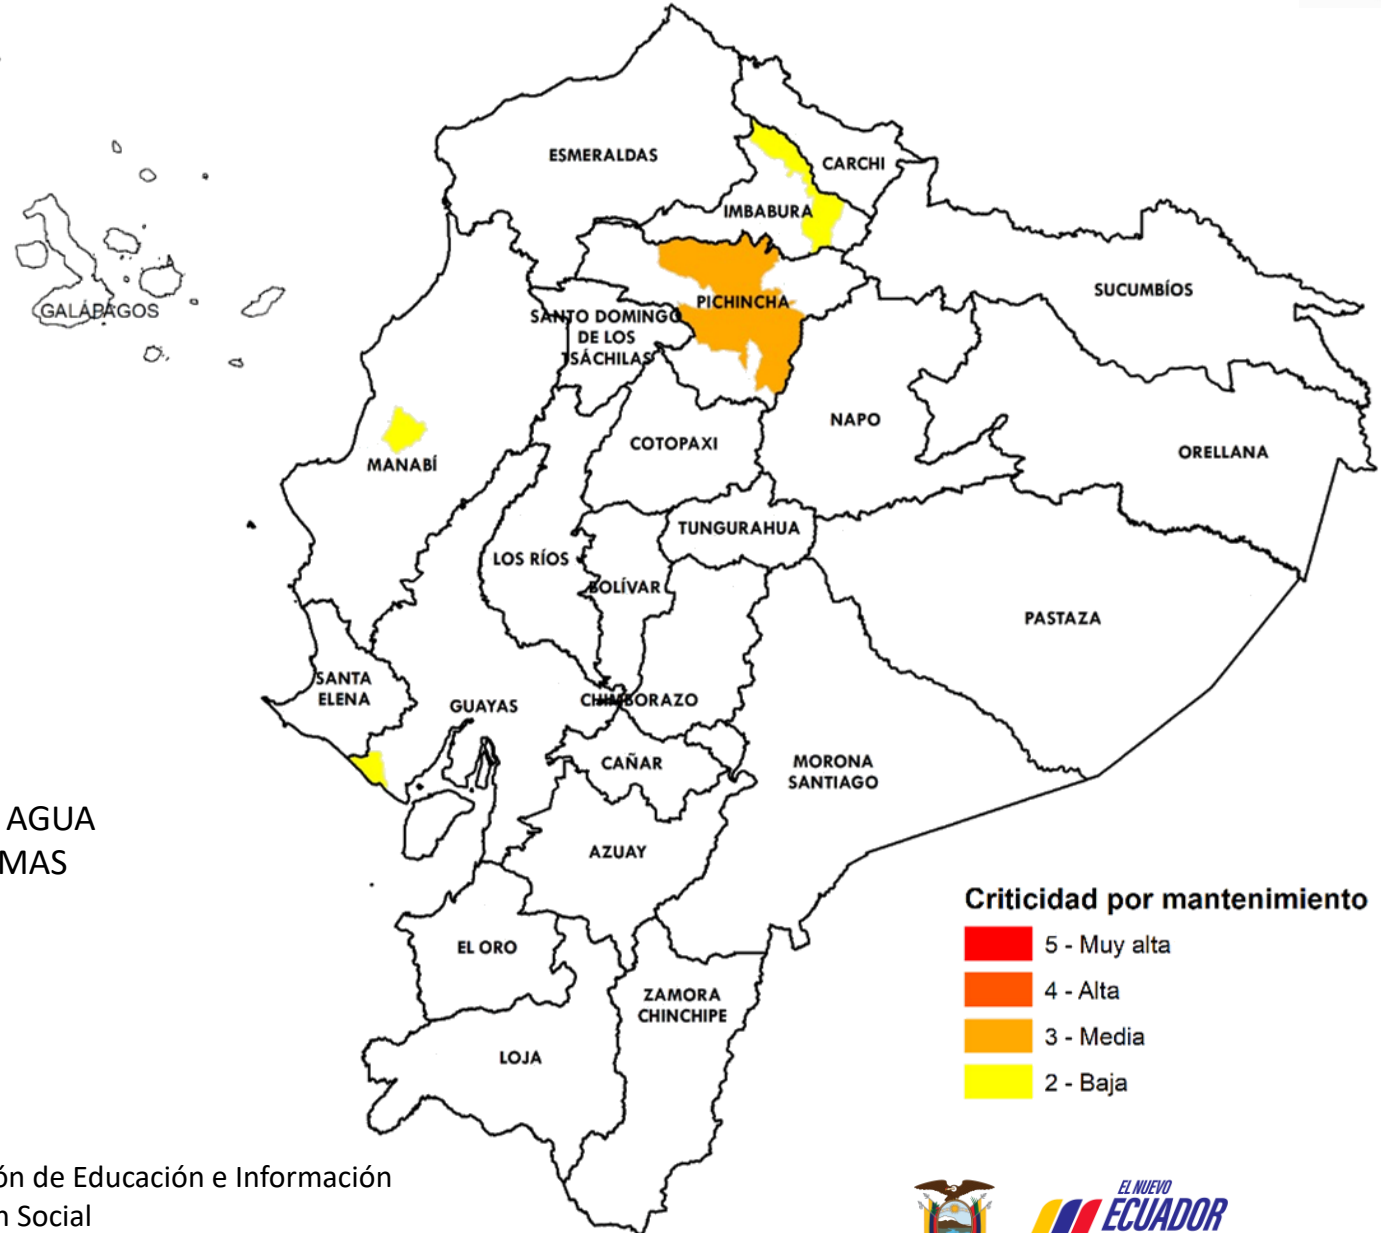 ESMERALDAS
CARCHI
IMBABURA
GALÁPAGOS
SUCUMBÍOS
PICHINCHA
SANTO DOMINGO
DE LOS
TSÁCHILAS
NAPO
ORELLANA
COTOPAXI
MANABÍ
TUNGURAHUA
LOS RÍOS
BOLÍVAR
PASTAZA
SANTA
ELENA
GUAYAS
CHIMBORAZO
CAÑAR
MORONA
SANTIAGO
AZUAY
EL ORO
ZAMORA
CHINCHIPE
LOJA
AGUA
MAS
Criticidad por mantenimiento
5 - Muy alta
4 - Alta
3 - Media
2 - Baja
ón de Educación e Información
n Social
EL NUEVO
ECUADOR